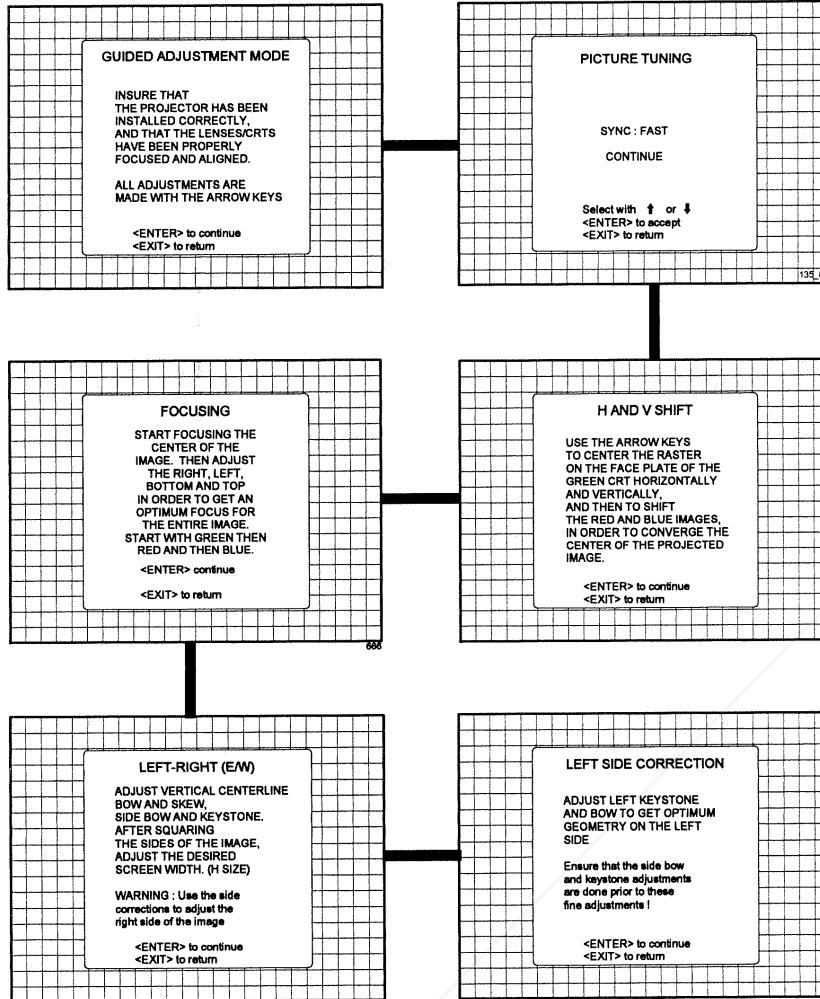 GUIDED ADJUSTMENT MODE
INSURE THAT
THE PROJECTOR HAS BEEN
INSTALLED CORRECTLY,
AND THAT THE LENSES/CRTS
HAVE BEEN PROPERLY
FOCUSED AND ALIGNED.
ALL ADJUSTMENTS ARE
MADE WITH THE ARROW KEYS
<ENTER> to continue
<EXIT> to return
PICTURE TUNING
SYNC : FAST
CONTINUE
Select with ⬆ or ⬇
<ENTER> to accept
<EXIT> to return
H AND V SHIFT
USE THE ARROW KEYS
TO CENTER THE RASTER
ON THE FACE PLATE OF THE
GREEN CRT HORIZONTALLY
AND VERTICALLY,
AND THEN TO SHIFT
THE RED AND BLUE IMAGES,
IN ORDER TO CONVERGE THE
CENTER OF THE PROJECTED
IMAGE.
<ENTER> to continue
<EXIT> to return
FOCUSING
START FOCUSING THE
CENTER OF THE
IMAGE. THEN ADJUST
THE RIGHT, LEFT,
BOTTOM AND TOP
IN ORDER TO GET AN
OPTIMUM FOCUS FOR
THE ENTIRE IMAGE.
START WITH GREEN THEN
RED AND THEN BLUE.
<ENTER> continue
<EXIT> to return
666
LEFT-RIGHT (E/W)
ADJUST VERTICAL CENTERLINE
BOW AND SKEW,
SIDE BOW AND KEYSTONE.
AFTER SQUARING
THE SIDES OF THE IMAGE,
ADJUST THE DESIRED
SCREEN WIDTH. (H SIZE)
WARNING : Use the side
corrections to adjust the
right side of the image
<ENTER> to continue
<EXIT> to return
LEFT SIDE CORRECTION
ADJUST LEFT KEYSTONE
AND BOW TO GET OPTIMUM
GEOMETRY ON THE LEFT
SIDE
Ensure that the side bow
and keystone adjustments
are done prior to these
fine adjustments !
<ENTER> to continue
<EXIT> to return